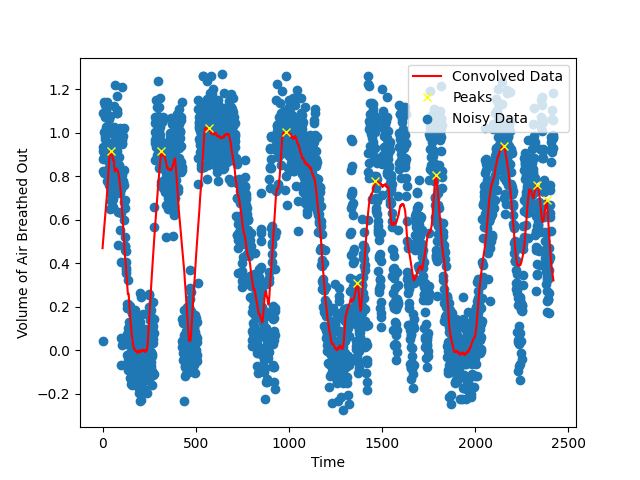 Convolved Data
Peaks
Noisy Data
Volume of Air Breathed Out
1.2
1.0
0.8
0.6
0.4
0.2
0.0
−0.2
0 500 1000 1500 2000 2500
Time